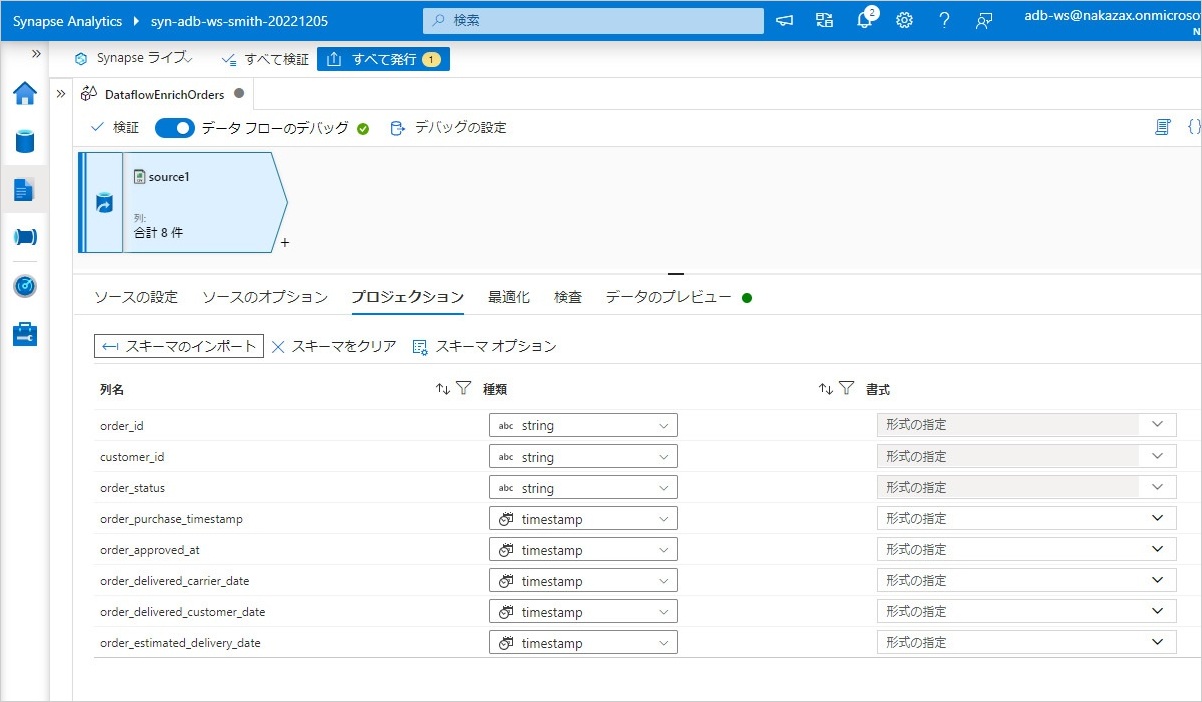 Synapse Analytics syn-adb-ws-smith-20221205 検索 2 adb-ws@nakazax.onmicroso
N
Synapse ライブ すべて検証 すべて発行 1
DataflowEnrichOrders
検証 データ フローのデバッグ デバッグの設定 {}
source1
列:
合計 8 件
+
ソースの設定 ソースのオプション プロジェクション 最適化 検査 データのプレビュー
スキーマのインポート スキーマをクリア スキーマ オプション
列名 種類 書式
order_id abc string 形式の指定
customer_id abc string 形式の指定
order_status abc string 形式の指定
order_purchase_timestamp timestamp 形式の指定
order_approved_at timestamp 形式の指定
order_delivered_carrier_date timestamp 形式の指定
order_delivered_customer_date timestamp 形式の指定
order_estimated_delivery_date timestamp 形式の指定